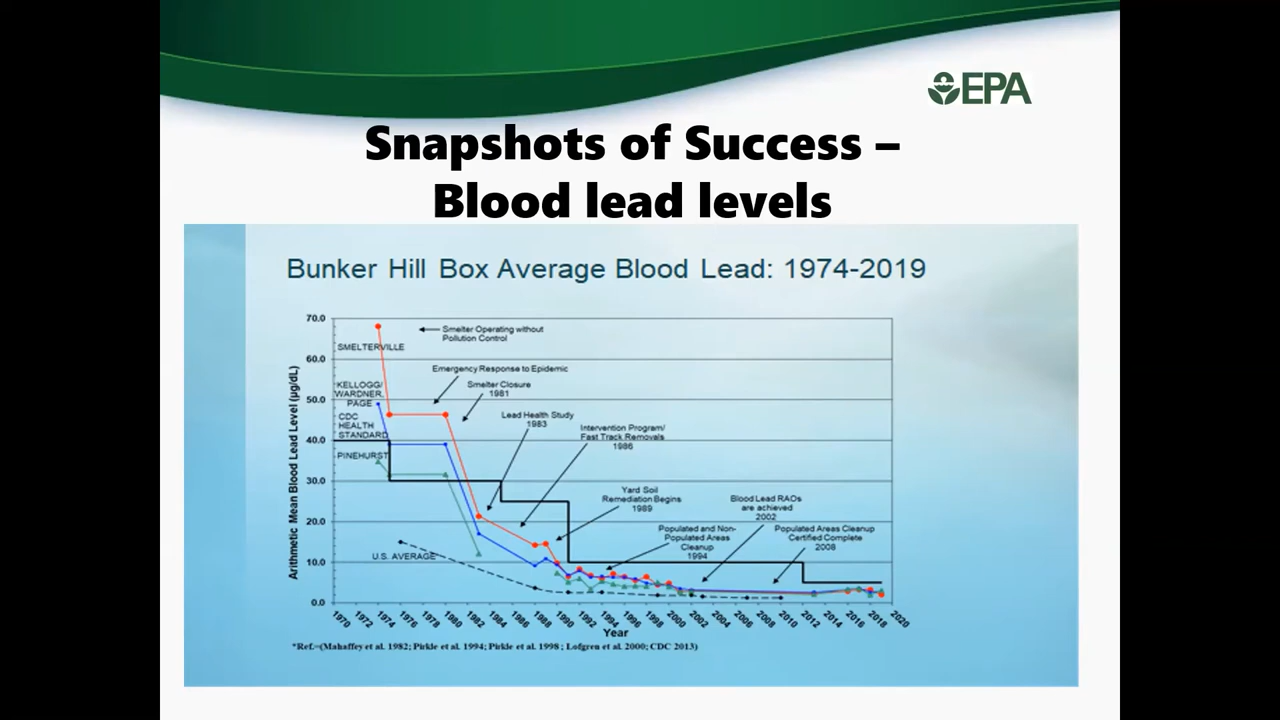 EPA
Snapshots of Success –
Blood lead levels
Bunker Hill Box Average Blood Lead: 1974-2019
Arithmetic Mean Blood Lead Level (µg/dL)
70.0
60.0
50.0
40.0
30.0
20.0
10.0
0.0
SMELTERVILLE
KELLOGG/
WARDNER,
PAGE
CDC
HEALTH
STANDARD
PINEHURST
U.S. AVERAGE
Smelter Operating without
Pollution Control
Emergency Response to Epidemic
Smelter Closure
1981
Lead Health Study
1983
Intervention Program/
Fast Track Removals
1986
Yard Soil
Remediation Begins
1989
Populated and Non-
Populated Areas
Cleanup
1994
Blood Lead RAOs
are achieved
2002
Populated Areas Cleanup
Certified Complete
2008
1970
1972
1974
1976
1978
1980
1982
1984
1986
1988
1990
1992
1994
1996
1998
2000
2002
2004
2006
2008
2010
2012
2014
2016
2018
2020
Year
*Ref.=(Mahaffey et al. 1982; Pirkle et al. 1994; Pirkle et al. 1998 ; Lofgren et al. 2000; CDC 2013)